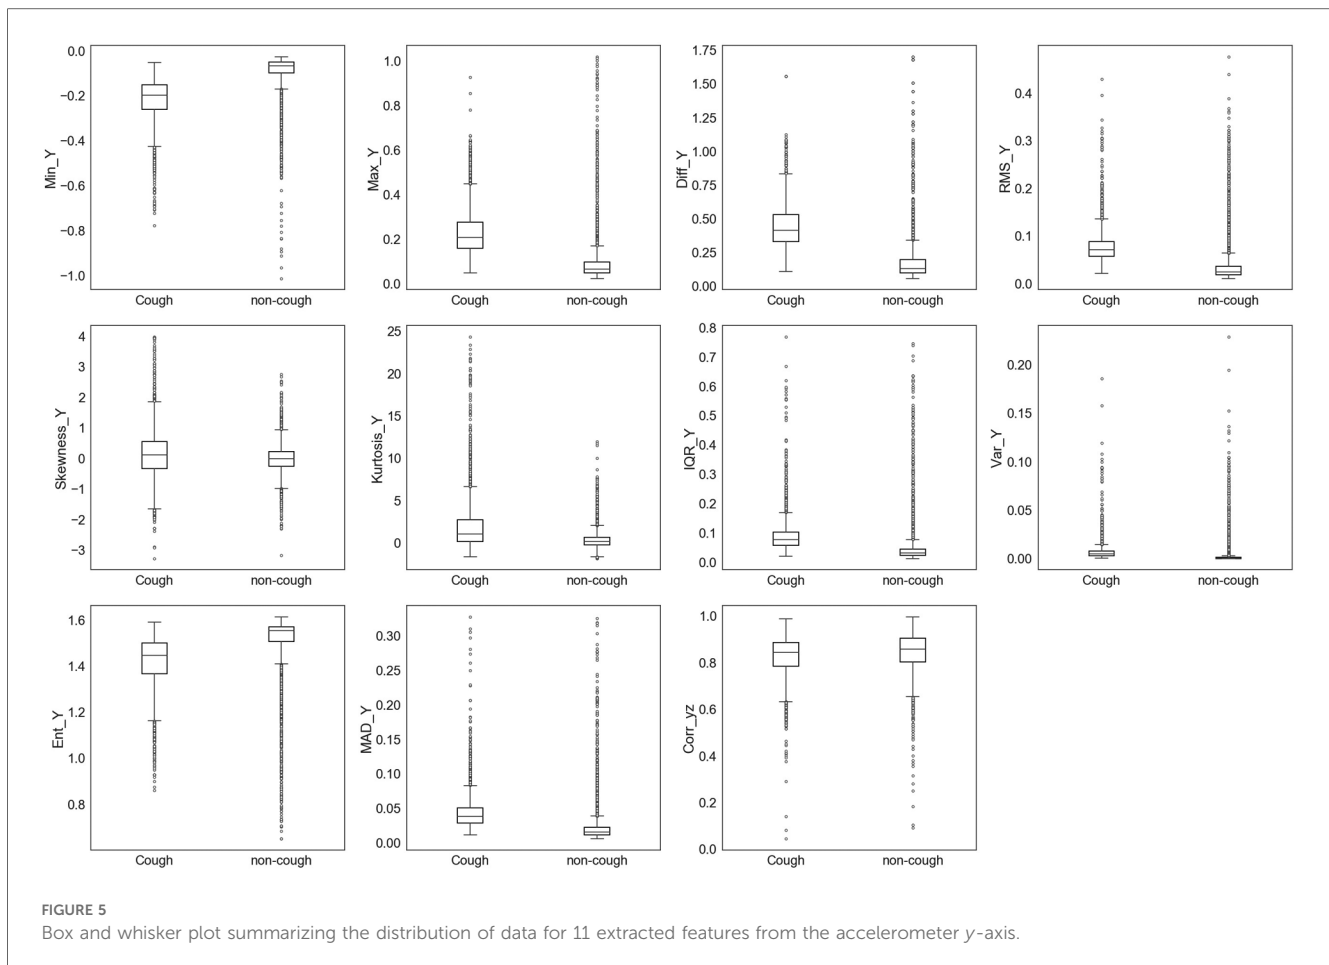 0.0
−0.2
−0.4
−0.6
−0.8
−1.0
Min_Y
Cough non-cough
1.0
0.8
0.6
0.4
0.2
0.0
Max_Y
Cough non-cough
1.75
1.50
1.25
1.00
0.75
0.50
0.25
0.00
Diff_Y
Cough non-cough
0.4
0.3
0.2
0.1
0.0
RMS_Y
Cough non-cough
4
3
2
1
0
−1
−2
−3
Skewness_Y
Cough non-cough
25
20
15
10
5
0
Kurtosis_Y
Cough non-cough
0.8
0.7
0.6
0.5
0.4
0.3
0.2
0.1
0.0
IQR_Y
Cough non-cough
0.20
0.15
0.10
0.05
0.00
Var_Y
Cough non-cough
1.6
1.4
1.2
1.0
0.8
Ent_Y
Cough non-cough
0.30
0.25
0.20
0.15
0.10
0.05
0.00
MAD_Y
Cough non-cough
1.0
0.8
0.6
0.4
0.2
0.0
Corr_yz
Cough non-cough
FIGURE 5
Box and whisker plot summarizing the distribution of data for 11 extracted features from the accelerometer y-axis.